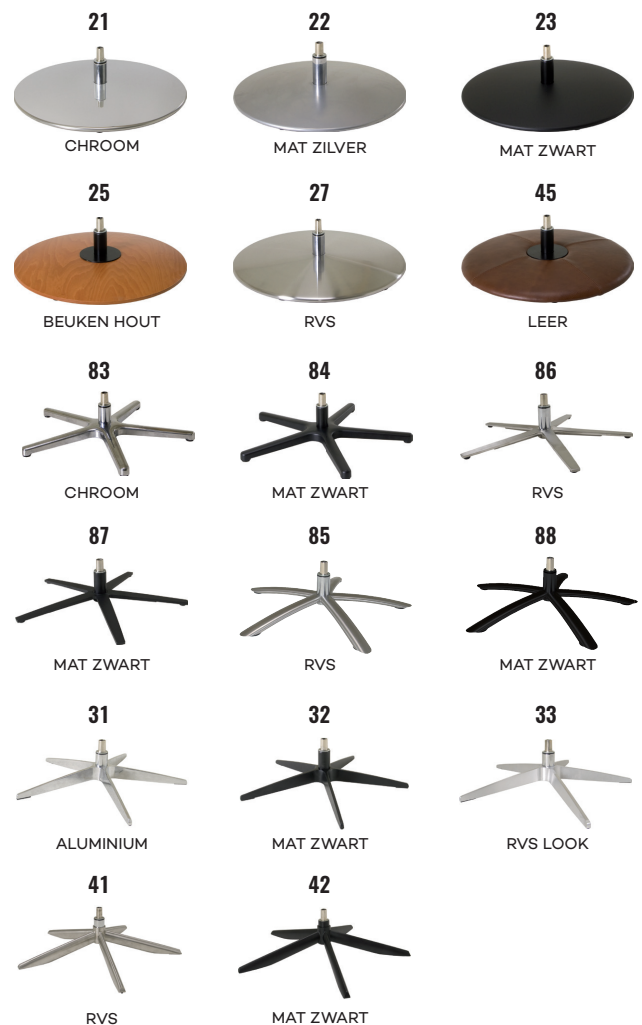 21 22 23
CHROOM MAT ZILVER MAT ZWART
25 27 45
BEUKEN HOUT RVS LEER
83 84 86
CHROOM MAT ZWART RVS
87 85 88
MAT ZWART RVS MAT ZWART
31 32 33
ALUMINIUM MAT ZWART RVS LOOK
41 42
RVS MAT ZWART